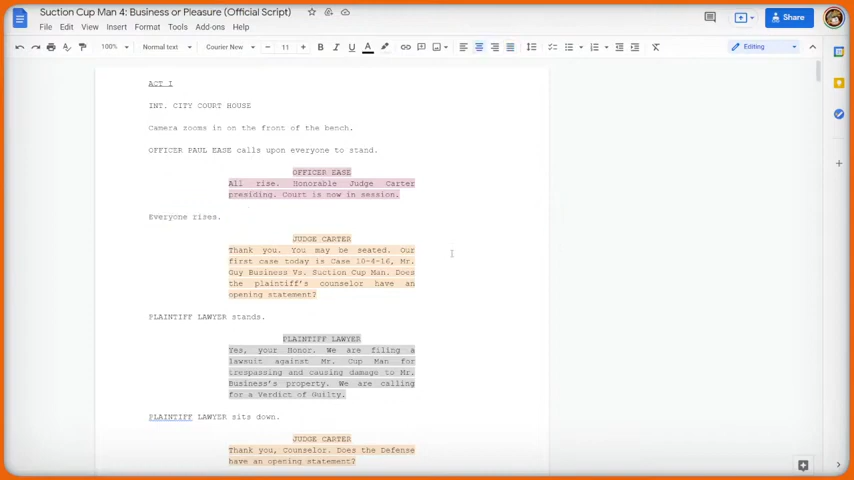 Suction Cup Man 4: Business or Pleasure (Official Script)
File Edit View Insert Format Tools Add-ons Help
Share
100% Normal text Courier New - 11 + B I U A Editing
ACT I
INT. CITY COURT HOUSE
Camera zooms in on the front of the bench.
OFFICER PAUL EASE calls upon everyone to stand.
OFFICER EASE
All rise. Honorable Judge Carter
presiding. Court is now in session.
Everyone rises.
JUDGE CARTER
Thank you. You may be seated. Our
first case today is Case 10-4-16, Mr.
Guy Business Vs. Suction Cup Man. Does
the plaintiff's counselor have an
opening statement?
PLAINTIFF LAWYER stands.
PLAINTIFF LAWYER
Yes, your Honor. We are filing a
lawsuit against Mr. Cup Man for
trespassing and causing damage to Mr.
Business's property. We are calling
for a Verdict of Guilty.
PLAINTIFF LAWYER sits down.
JUDGE CARTER
Thank you, Counselor. Does the Defense
have an opening statement?